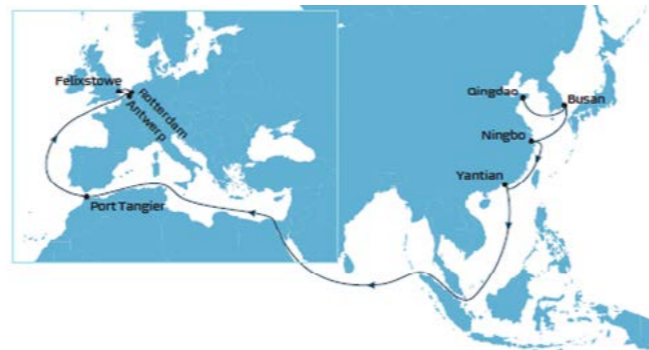 Felixstowe
Rotterdam
Antwerp
Port Tangier
Qingdao
Busan
Ningbo
Yantian